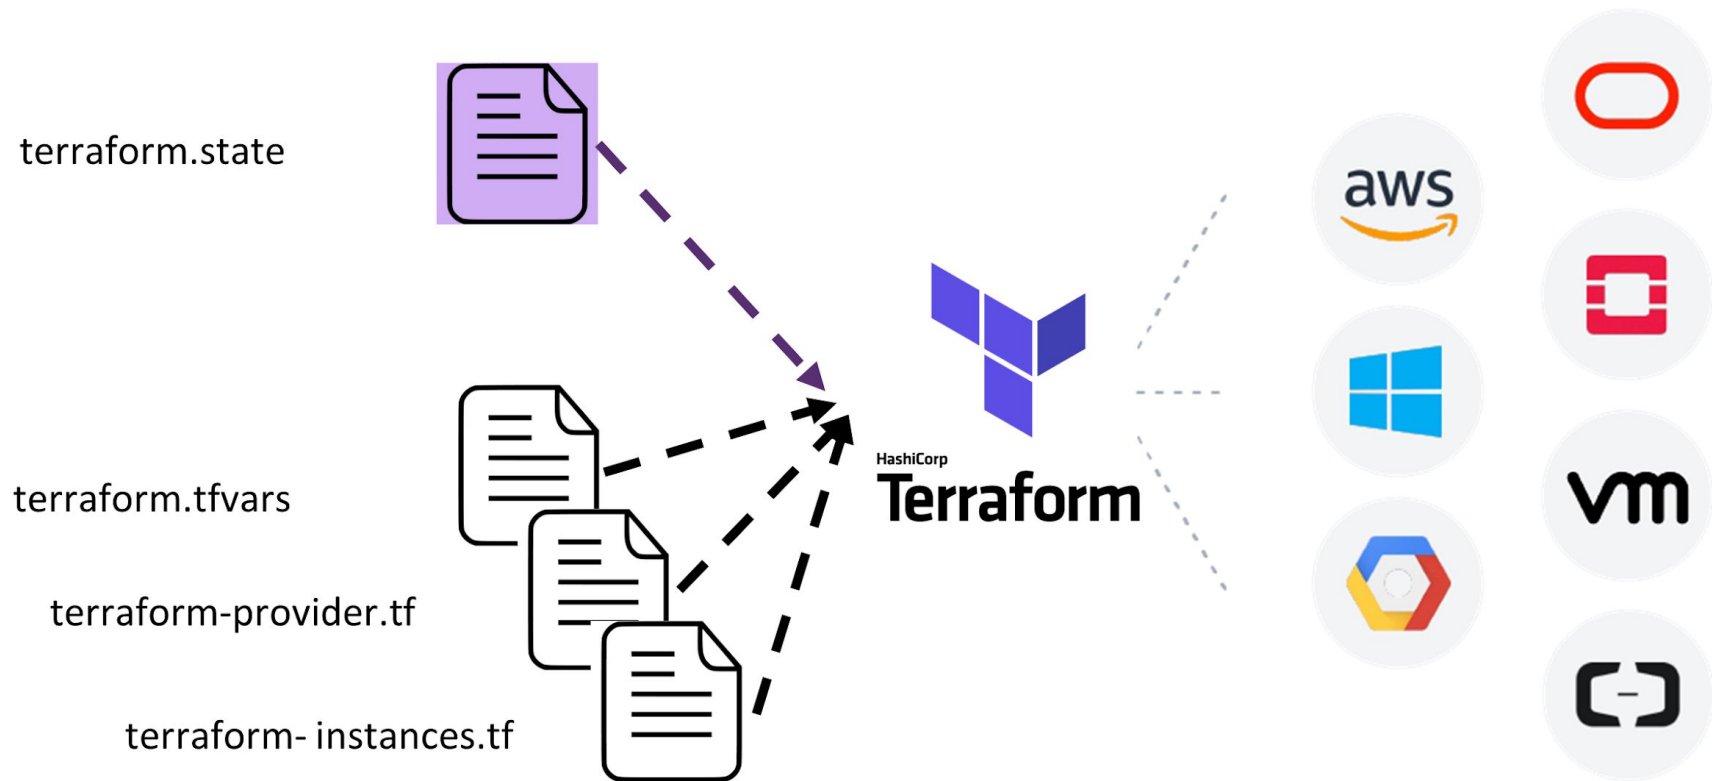 terraform.state
terraform.tfvars
terraform-provider.tf
terraform- instances.tf
HashiCorp
Terraform
aws
vm